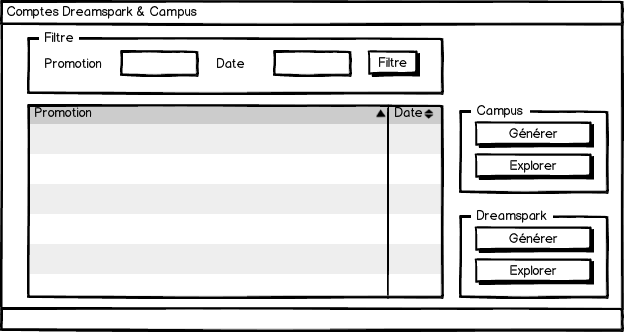 Comptes Dreamspark & Campus
Filtre
Promotion Date Filtre
Promotion Date
Campus
Générer
Explorer
Dreamspark
Générer
Explorer